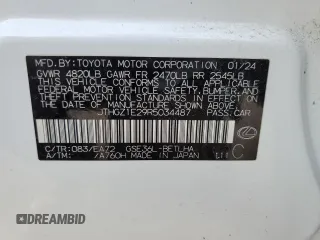 MFD. BY: TOYOTA MOTOR CORPORATION 01/24
GVWR 4820LB GAWR FR 2470LB RR 2545LB
THIS VEHICLE CONFORMS TO ALL APPLICABLE
FEDERAL MOTOR VEHICLE SAFETY, BUMPER, AND
THEFT PREVENTION STANDARDS IN EFFECT ON
THE DATE OF MANUFACTURE SHOWN ABOVE.
JTHGZ1E29R5034487 PASS.CAR
C/TR:083/EA72 GSE36L-BETLHA
A/TM: /A760H MADE IN JAPAN
C